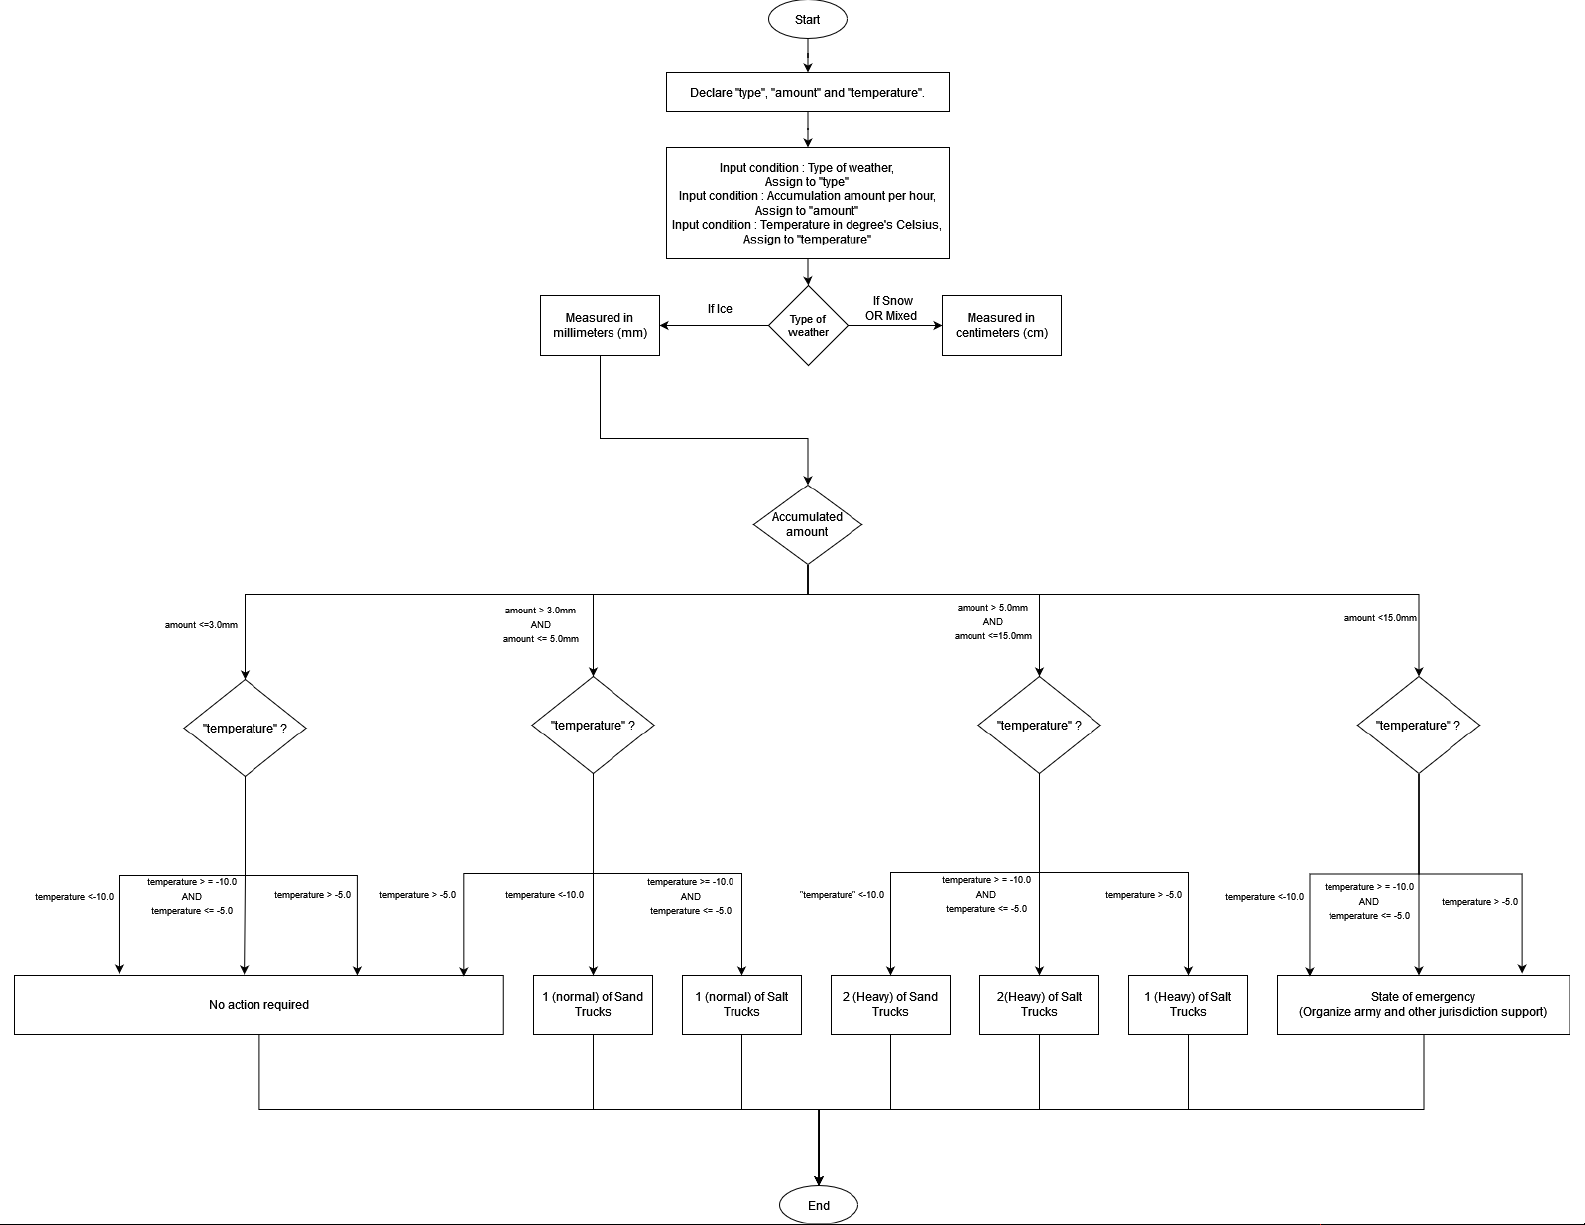 Start
Declare "type", "amount" and "temperature".
Input condition : Type of weather,
Assign to "type"
Input condition : Accumulation amount per hour,
Assign to "amount"
Input condition : Temperature in degree's Celsius,
Assign to "temperature"
Measured in
millimeters (mm)
If Ice
Type of
weather
If Snow
OR Mixed
Measured in
centimeters (cm)
Accumulated
amount
amount <=3.0mm
amount > 3.0mm
AND
amount <= 5.0mm
amount > 5.0mm
AND
amount <=15.0mm
amount <15.0mm
"temperature" ?
"temperature" ?
"temperature" ?
"temperature" ?
temperature <-10.0
temperature > = -10.0
AND
temperature <= -5.0
temperature > -5.0
temperature > -5.0
temperature <-10.0
temperature >= -10.0
AND
temperature <= -5.0
"temperature" <-10.0
temperature > = -10.0
AND
temperature <= -5.0
temperature > -5.0
temperature <-10.0
temperature > = -10.0
AND
temperature <= -5.0
temperature > -5.0
No action required
1 (normal) of Sand
Trucks
1 (normal) of Salt
Trucks
2 (Heavy) of Sand
Trucks
2(Heavy) of Salt
Trucks
1 (Heavy) of Salt
Trucks
State of emergency
(Organize army and other jurisdiction support)
End